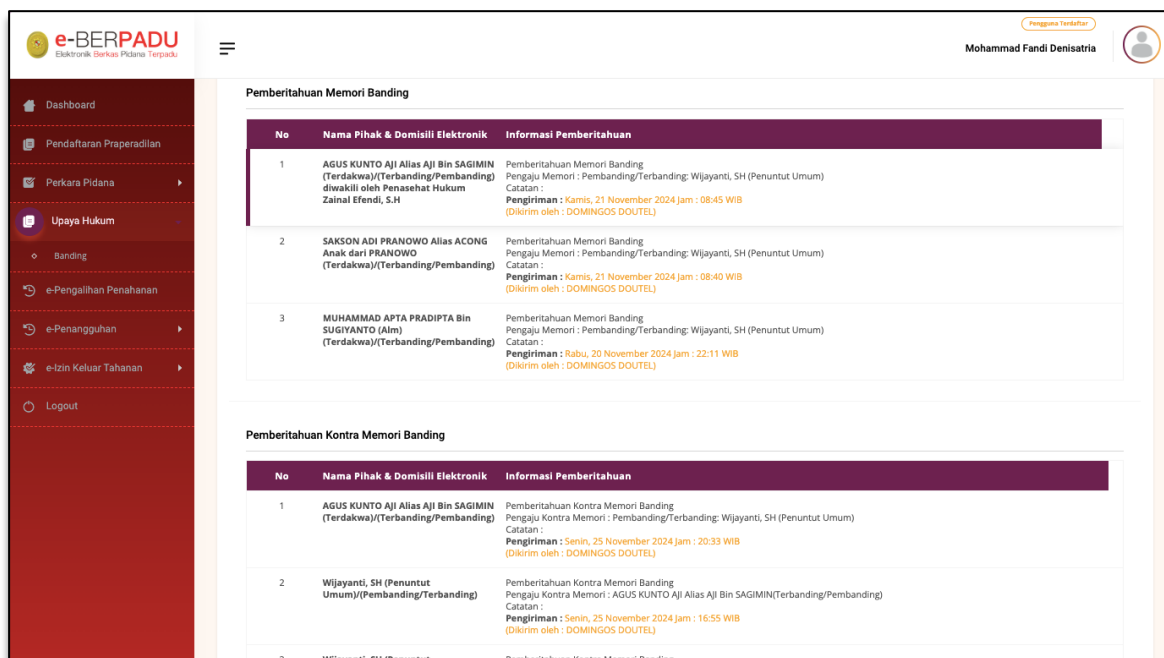 e-BERPADU
Elektronik Berkas Pidana Terpadu
Pengguna Terdaftar
Mohammad Fandi Denisatria
Dashboard
Pendaftaran Praperadilan
Perkara Pidana
Upaya Hukum
Banding
e-Pengalihan Penahanan
e-Penangguhan
e-Izin Keluar Tahanan
Logout
Pemberitahuan Memori Banding
No Nama Pihak & Domisili Elektronik Informasi Pemberitahuan
1 AGUS KUNTO AJI Alias AJI Bin SAGIMIN Pemberitahuan Memori Banding
(Terdakwa)/(Terbanding/Pembanding) Pengaju Memori : Pembanding/Terbanding: Wijayanti, SH (Penuntut Umum)
diwakili oleh Penasehat Hukum Catatan :
Zainal Efendi, S.H Pengiriman : Kamis, 21 November 2024 Jam : 08:45 WIB
(Dikirim oleh : DOMINGOS DOUTEL)
2 SAKSON ADI PRANOWO Alias ACONG Pemberitahuan Memori Banding
Anak dari PRANOWO Pengaju Memori : Pembanding/Terbanding: Wijayanti, SH (Penuntut Umum)
(Terdakwa)/(Terbanding/Pembanding) Catatan :
Pengiriman : Kamis, 21 November 2024 Jam : 08:40 WIB
(Dikirim oleh : DOMINGOS DOUTEL)
3 MUHAMMAD APTA PRADIPTA Bin Pemberitahuan Memori Banding
SUGIYANTO (Alm) Pengaju Memori : Pembanding/Terbanding: Wijayanti, SH (Penuntut Umum)
(Terdakwa)/(Terbanding/Pembanding) Catatan :
Pengiriman : Rabu, 20 November 2024 Jam : 22:11 WIB
(Dikirim oleh : DOMINGOS DOUTEL)
Pemberitahuan Kontra Memori Banding
No Nama Pihak & Domisili Elektronik Informasi Pemberitahuan
1 AGUS KUNTO AJI Alias AJI Bin SAGIMIN Pemberitahuan Kontra Memori Banding
(Terdakwa)/(Terbanding/Pembanding) Pengaju Kontra Memori : Pembanding/Terbanding: Wijayanti, SH (Penuntut Umum)
Catatan :
Pengiriman : Senin, 25 November 2024 Jam : 20:33 WIB
(Dikirim oleh : DOMINGOS DOUTEL)
2 Wijayanti, SH (Penuntut Pemberitahuan Kontra Memori Banding
Umum)/(Pembanding/Terbanding) Pengaju Kontra Memori : AGUS KUNTO AJI Alias AJI Bin SAGIMIN(Terbanding/Pembanding)
Catatan :
Pengiriman : Senin, 25 November 2024 Jam : 16:55 WIB
(Dikirim oleh : DOMINGOS DOUTEL)